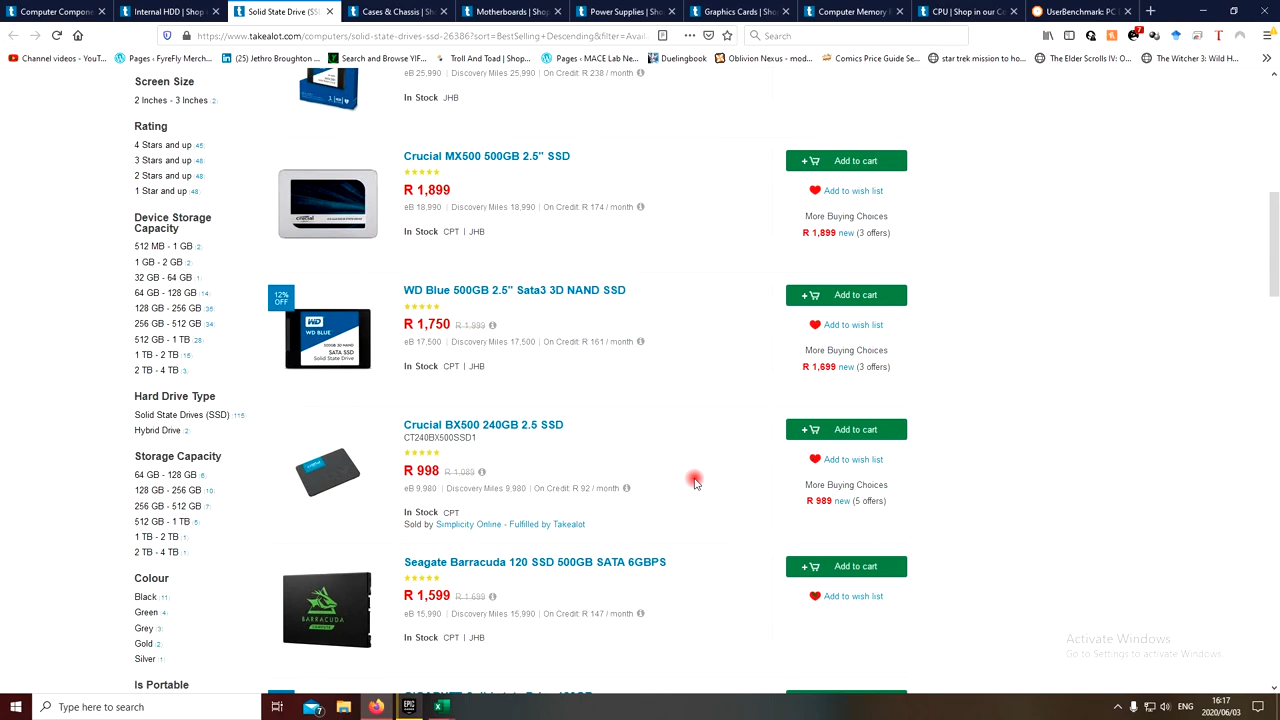 Computer Compone
Internal HDD | Shop
Solid State Drive (SS
Cases & Chassis | Sho
Motherboards | Shop
Power Supplies | Sho
Graphics Cards | Sho
Computer Memory
CPU | Shop in our Co
UserBenchmark: PC
https://www.takealot.com/computers/solid-state-drives-ssd-26386?sort=BestSelling Descending&filter=Avai
Search
Channel videos - YouT...
Pages - FyreFly Merch...
(25) Jethro Broughton ...
Search and Browse YIF...
Troll And Toad | Shop...
Pages - MACE Lab Ne...
Duelingbook
Oblivion Nexus - mod...
Comics Price Guide Se...
star trek mission to ho...
The Elder Scrolls IV: O...
The Witcher 3: Wild H...
Screen Size
2 Inches - 3 Inches 2
Rating
4 Stars and up 45
3 Stars and up 48
2 Stars and up 48
1 Star and up 48
Device Storage
Capacity
512 MB - 1 GB 2
1 GB - 2 GB 2
32 GB - 64 GB 1
64 GB - 128 GB 14
128 GB - 256 GB 35
256 GB - 512 GB 34
512 GB - 1 TB 28
1 TB - 2 TB 15
2 TB - 4 TB 3
Hard Drive Type
Solid State Drives (SSD) 115
Hybrid Drive 2
Storage Capacity
64 GB - 128 GB 6
128 GB - 256 GB 10
256 GB - 512 GB 7
512 GB - 1 TB 5
1 TB - 2 TB 1
2 TB - 4 TB 1
Colour
Black 11
Green 4
Grey 3
Gold 2
Silver 1
Is Portable
eB 25,990 | Discovery Miles 25,990 | On Credit: R 238 / month
In Stock JHB
Crucial MX500 500GB 2.5" SSD
R 1,899
eB 18,990 | Discovery Miles 18,990 | On Credit: R 174 / month
In Stock CPT | JHB
Add to cart
Add to wish list
More Buying Choices
R 1,899 new (3 offers)
12%
OFF
WD BLUE
SATA SSD
Solid State Drive
WD Blue 500GB 2.5" Sata3 3D NAND SSD
R 1,750 R 1,999
eB 17,500 | Discovery Miles 17,500 | On Credit: R 161 / month
In Stock CPT | JHB
Add to cart
Add to wish list
More Buying Choices
R 1,699 new (3 offers)
Crucial BX500 240GB 2.5 SSD
CT240BX500SSD1
R 998 R 1,089
eB 9,980 | Discovery Miles 9,980 | On Credit: R 92 / month
In Stock CPT
Sold by Simplicity Online - Fulfilled by Takealot
Add to cart
Add to wish list
More Buying Choices
R 989 new (5 offers)
BARRACUDA
Seagate Barracuda 120 SSD 500GB SATA 6GBPS
R 1,599 R 1,699
eB 15,990 | Discovery Miles 15,990 | On Credit: R 147 / month
In Stock CPT | JHB
Add to cart
Add to wish list
Activate Windows
Go to Settings to activate Windows.
Type here to search
ENG
16:17
2020/06/03